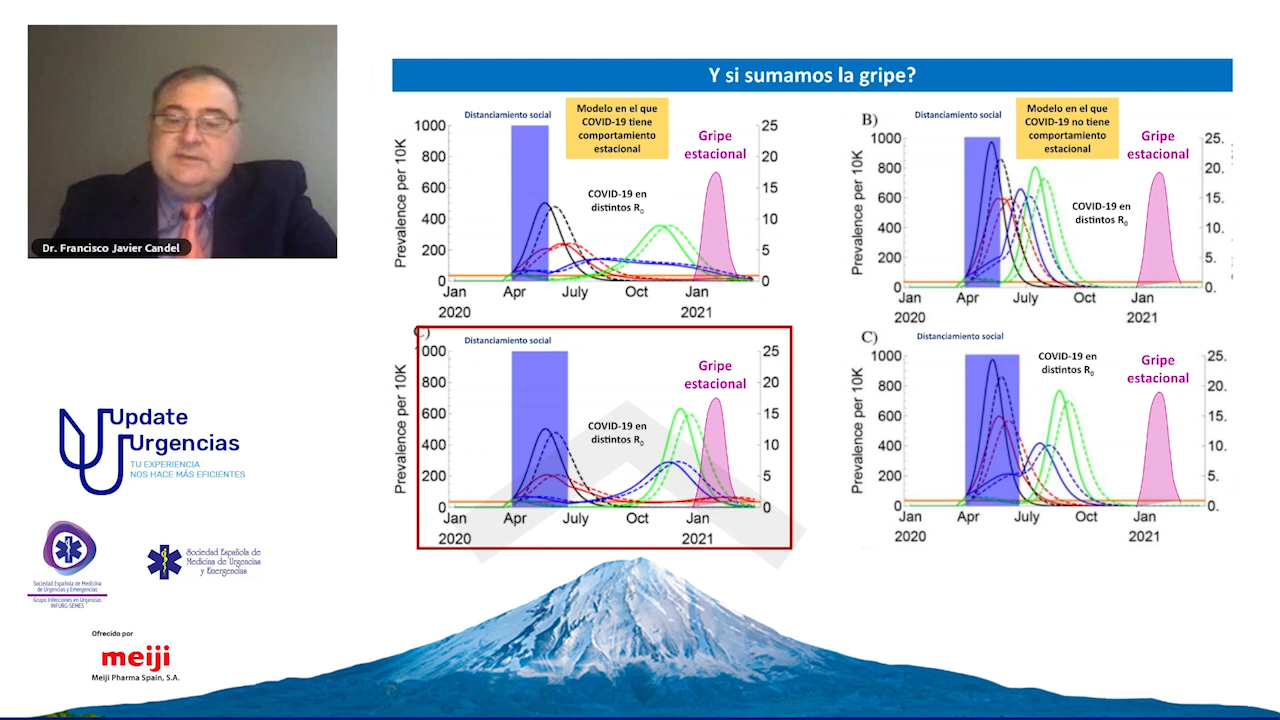 Dr. Francisco Javier Candel
Y si sumamos la gripe?
Distanciamiento social
Modelo en el que
COVID-19 tiene
comportamiento
estacional
Gripe
estacional
COVID-19 en
distintos R0
Prevalence per 10K
1000
800
600
400
200
0
25
20
15
10
5
0
Jan
Apr
July
Oct
Jan
2020
2021
B)
Distanciamiento social
Modelo en el que
COVID-19 no tiene
comportamiento
estacional
Gripe
estacional
COVID-19 en
distintos R0
Prevalence per 10K
1000
800
600
400
200
0
25.
20.
15.
10.
5.
0.
Jan
Apr
July
Oct
Jan
2020
2021
C)
Distanciamiento social
Gripe
estacional
COVID-19 en
distintos R0
Prevalence per 10K
000
800
600
400
200
0
25
20
15
10
5
0
Jan
Apr
July
Oct
Jan
2020
2021
C)
Distanciamiento social
COVID-19 en
distintos R0
Gripe
estacional
Prevalence per 10K
1000
800
600
400
200
0
25.
20.
15.
10.
5.
0.
Jan
Apr
July
Oct
Jan
2020
2021
Update
Urgencias
TU EXPERIENCIA
NOS HACE MÁS EFICIENTES
Sociedad Española de Medicina
de Urgencias y Emergencias
Grupo Infecciones en Urgencias
INFURG-SEMES
Sociedad Española de
Medicina de Urgencias
y Emergencias
Ofrecido por
meiji
Meiji Pharma Spain, S.A.